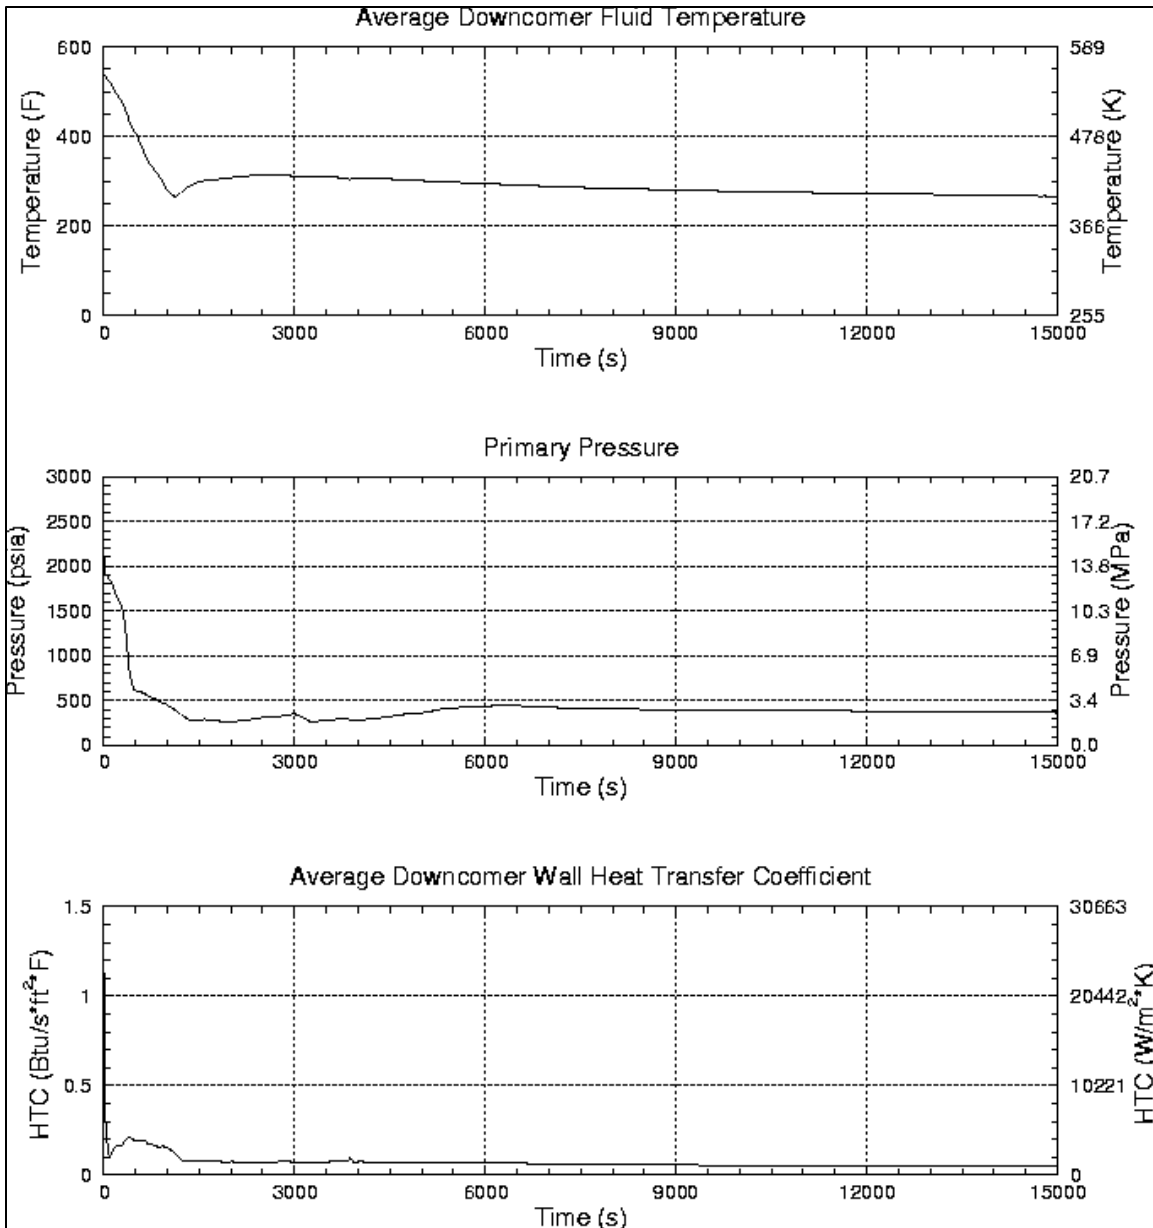 Average Downcomer Fluid Temperature
600 589
400 478
200 366
0 255
Temperature (F)
Temperature (K)
0 3000 6000 9000 12000 15000
Time (s)
Primary Pressure
3000 20.7
2500 17.2
2000 13.8
1500 10.3
1000 6.9
500 3.4
0 0.0
Pressure (psia)
Pressure (MPa)
0 3000 6000 9000 12000 15000
Time (s)
Average Downcomer Wall Heat Transfer Coefficient
1.5 30663
1 20442
0.5 10221
0 0
HTC (Btu/s*ft²*F)
HTC (W/m²*K)
0 3000 6000 9000 12000 15000
Time (s)